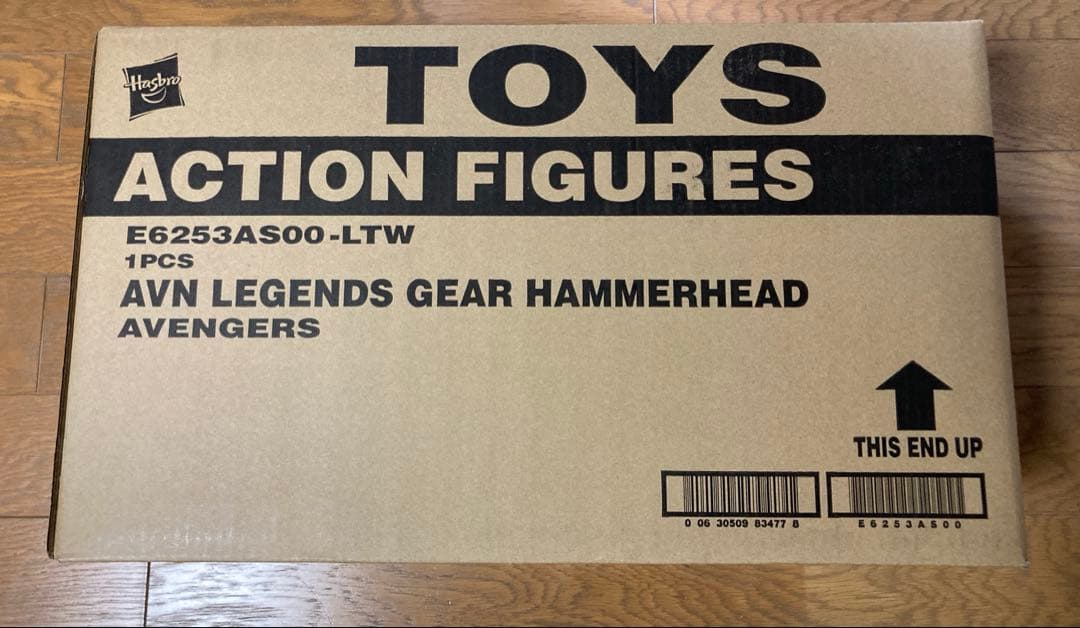 Hasbro
TOYS
ACTION FIGURES
E6253AS00-LTW
1PCS
AVN LEGENDS GEAR HAMMERHEAD
AVENGERS
THIS END UP
0 06 30509 83477 8
E6253AS00